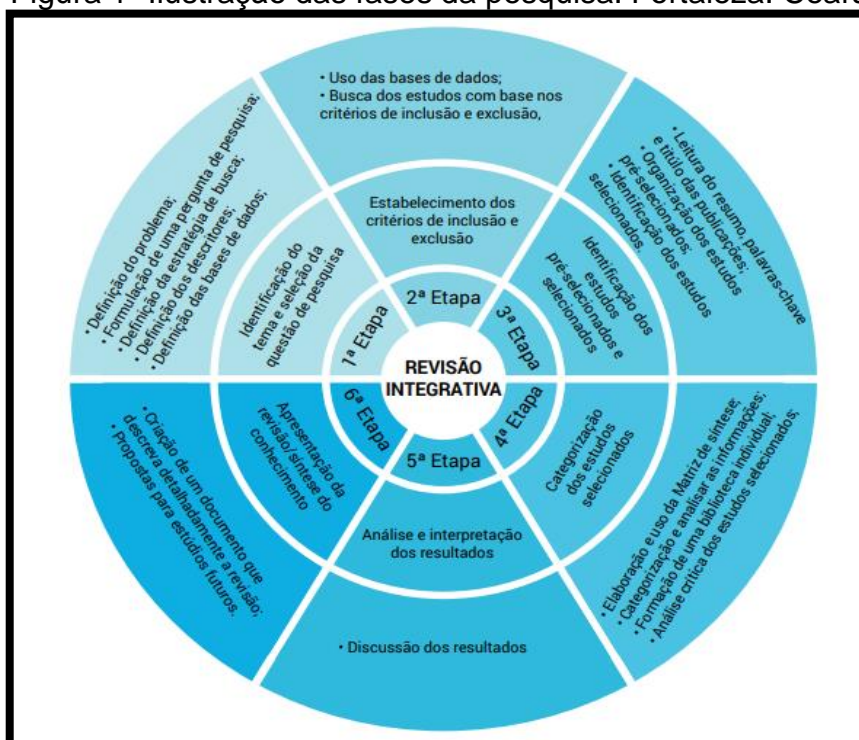 Figura 1- Ilustração das fases da pesquisa. Fortaleza. Ceará
• Uso das bases de dados;
• Busca dos estudos com base nos
critérios de inclusão e exclusão,
Estabelecimento dos
critérios de inclusão e
exclusão
2ª Etapa
• Leitura do resumo, palavras-chave
e título das publicações;
• Organização dos estudos
pré-selecionados;
• Identificação dos estudos
selecionados.
Identificação dos
estudos
pré-selecionados e
selecionados
3ª Etapa
• Definição do problema;
• Formulação de uma pergunta de pesquisa;
• Definição da estratégia de busca;
• Definição dos descritores;
• Definição das bases de dados;
Identificação do
tema e seleção da
questão de pesquisa
1ª Etapa
REVISÃO
INTEGRATIVA
• Criação de um documento que
descreva detalhadamente a revisão;
• Propostas para estúdios futuros.
Apresentação da
revisão/síntese do
conhecimento
6ª Etapa
4ª Etapa
Categorização
dos estudos
selecionados
• Elaboração e uso da Matriz de síntese;
• Categorização e analisar as informações;
• Formação de uma biblioteca individual;
• Análise crítica dos estudos selecionados;
5ª Etapa
Análise e interpretação
dos resultados
• Discussão dos resultados